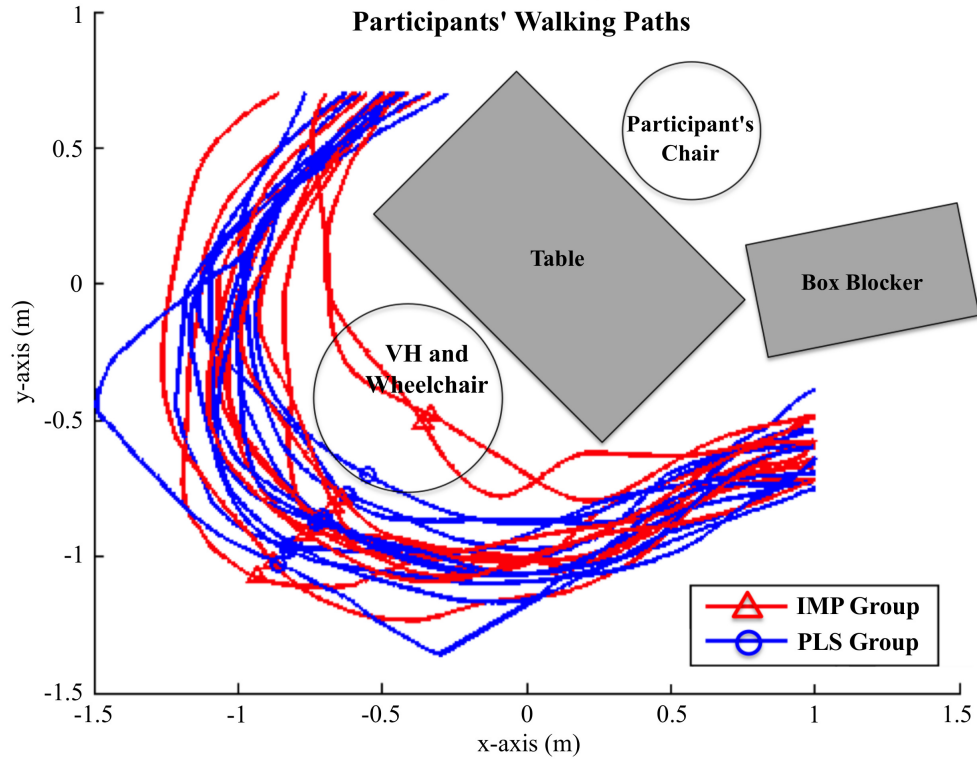 Participants' Walking Paths
1
0.5
0
-0.5
-1
-1.5
y-axis (m)
Participant's
Chair
Table
Box Blocker
VH and
Wheelchair
IMP Group
PLS Group
-1.5
-1
-0.5
0
0.5
1
1.5
x-axis (m)